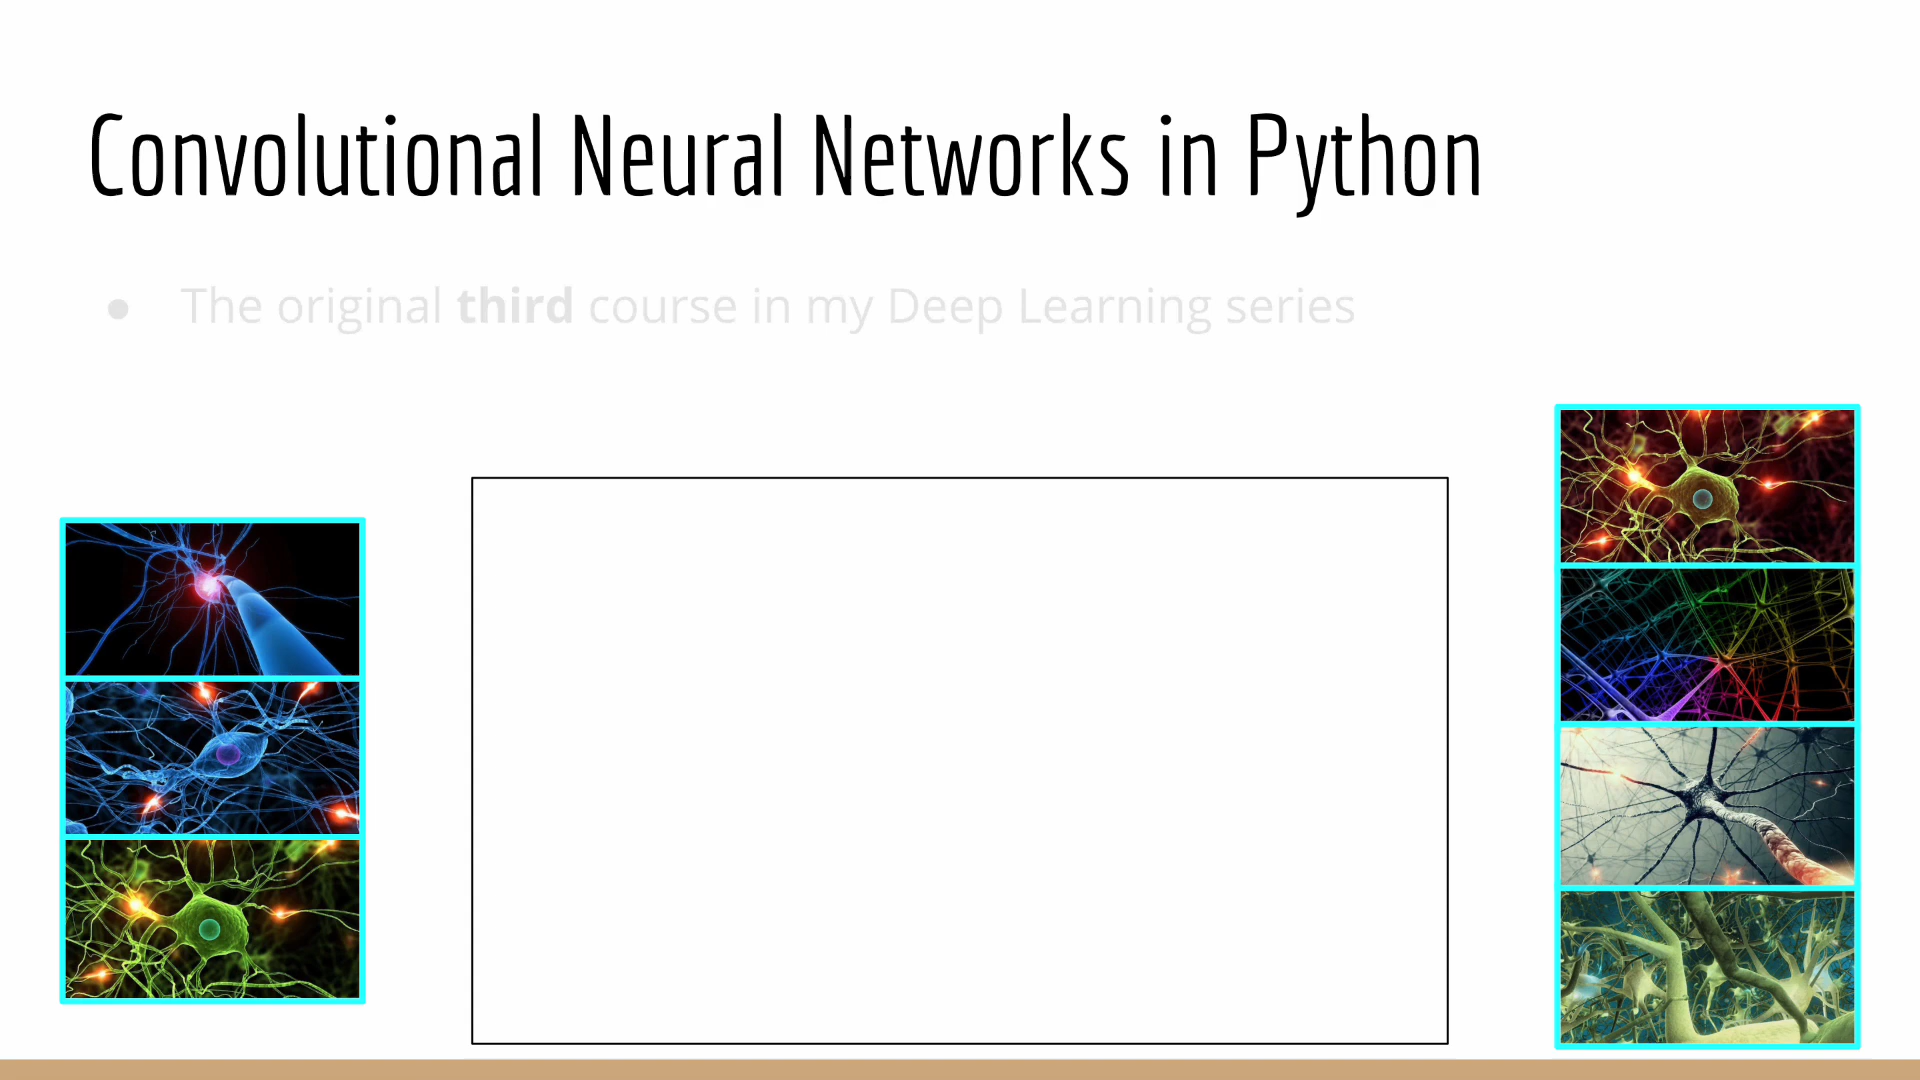 Convolutional Neural Networks in Python
● The original third course in my Deep Learning series